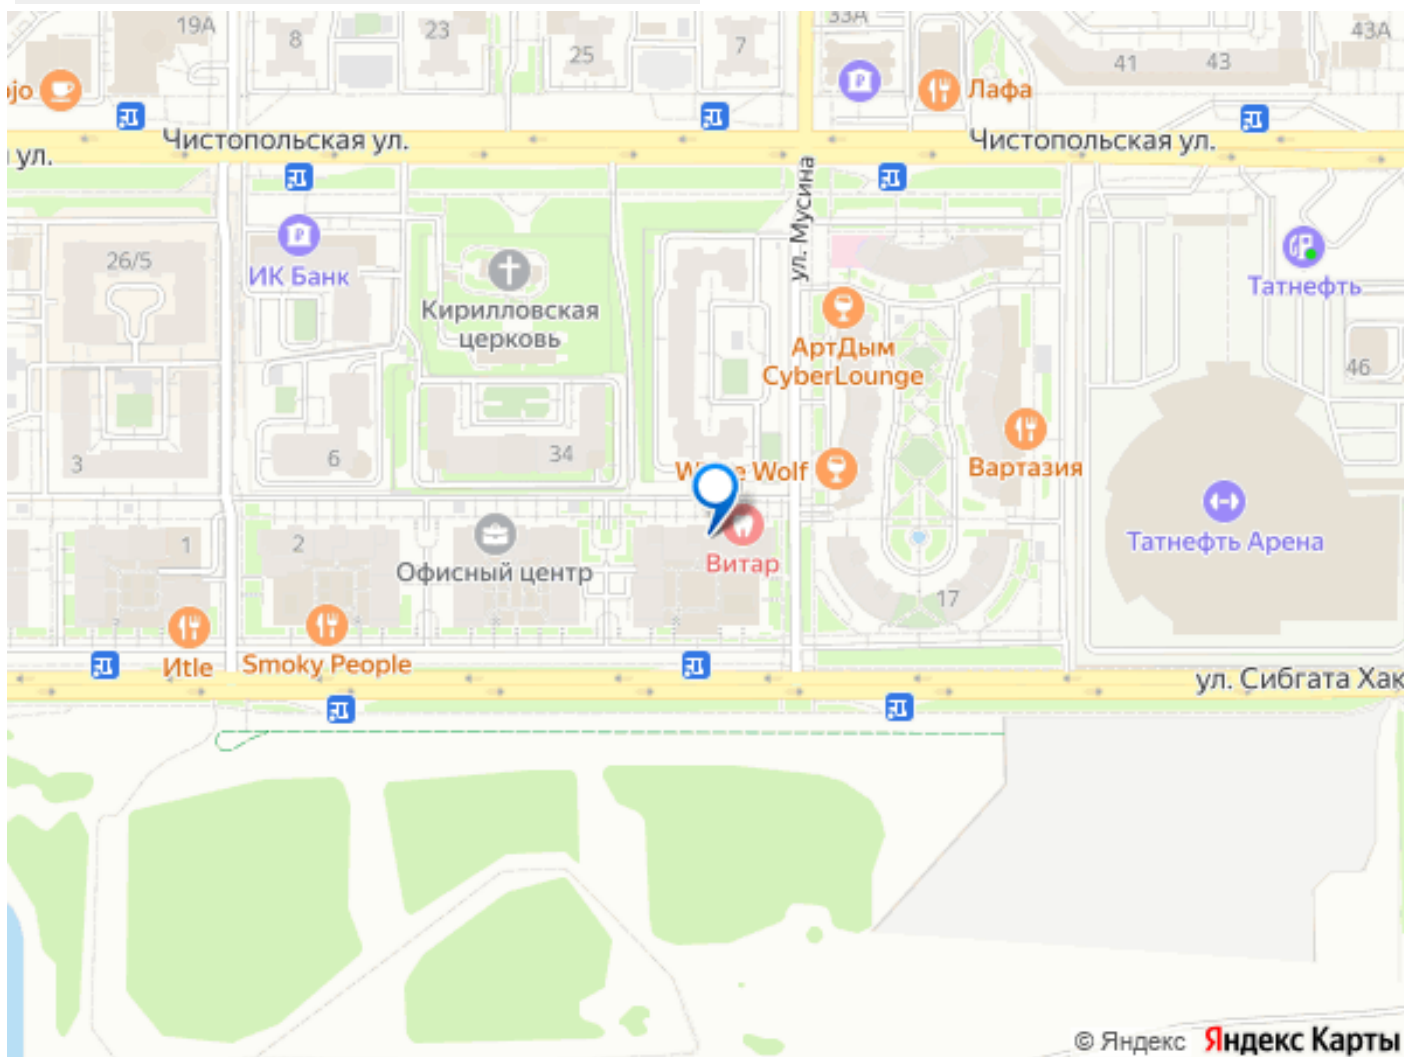 19А
8
23
25
7
33А
41
43
43А
ojo
Лафа
Чистопольская ул.
Чистопольская ул.
ул.
ул. Мусина
26/5
ИК Банк
Кирилловская
церковь
Татнефть
АртДым
CyberLounge
46
3
6
34
Wolf
Вартазия
1
2
Офисный центр
Витар
Татнефть Арена
17
Иtle
Smoky People
ул. Сибгата Хак
© Яндекс Яндекс Карты